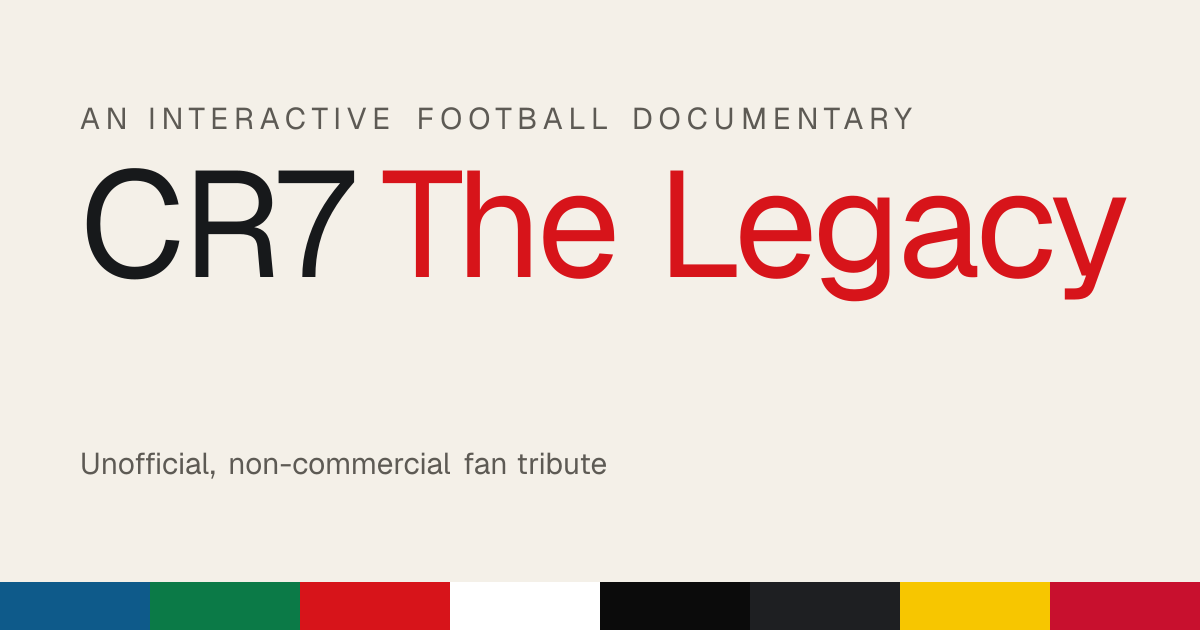 AN INTERACTIVE FOOTBALL DOCUMENTARY
CR7 The Legacy
Unofficial, non-commercial fan tribute